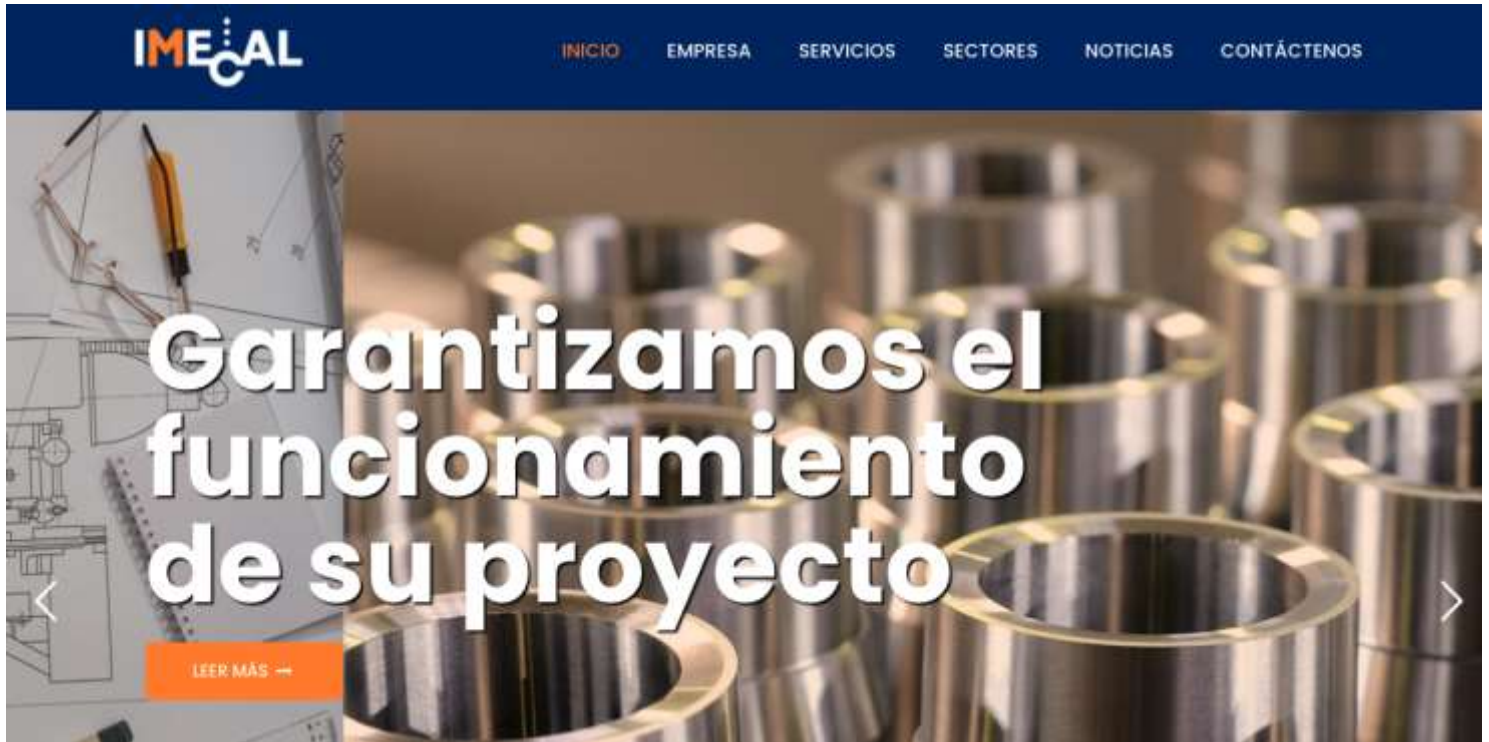 IMECAL
INICIO EMPRESA SERVICIOS SECTORES NOTICIAS CONTÁCTENOS
Garantizamos el
funcionamiento
de su proyecto
LEER MÁS →